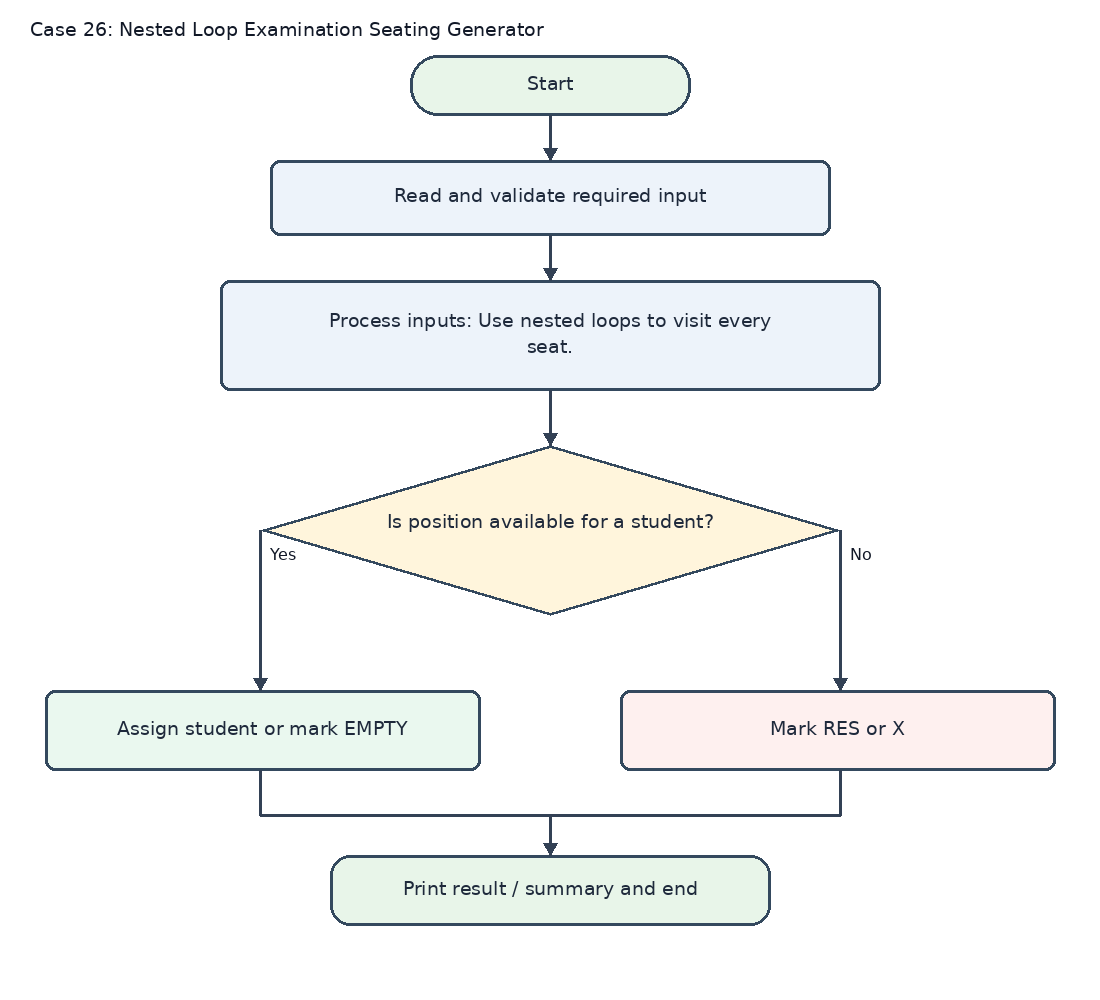 Case 26: Nested Loop Examination Seating Generator
Start
Read and validate required input
Process inputs: Use nested loops to visit every
seat.
Is position available for a student?
Yes
No
Assign student or mark EMPTY
Mark RES or X
Print result / summary and end